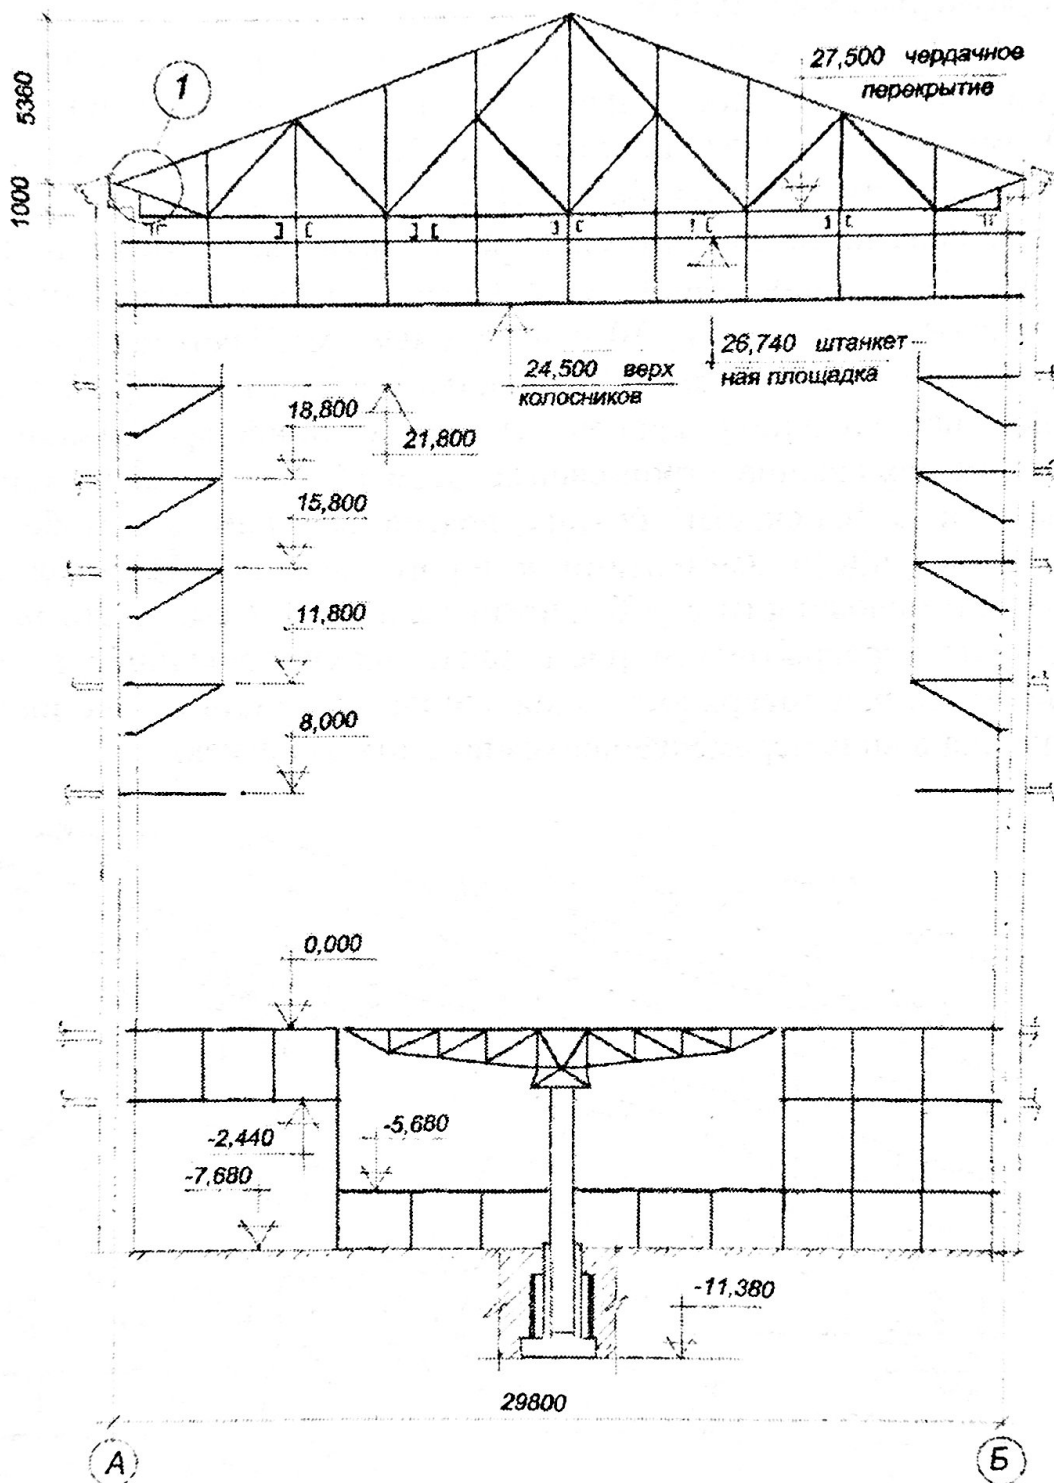 5360
1
27,500 чердачное
перекрытие
1000
26,740 штанкет-
ная площадка
24,500 верх
колосников
18,800
21,800
15,800
11,800
8,000
0,000
-2,440
-5,680
-7,680
-11,380
29800
А
Б